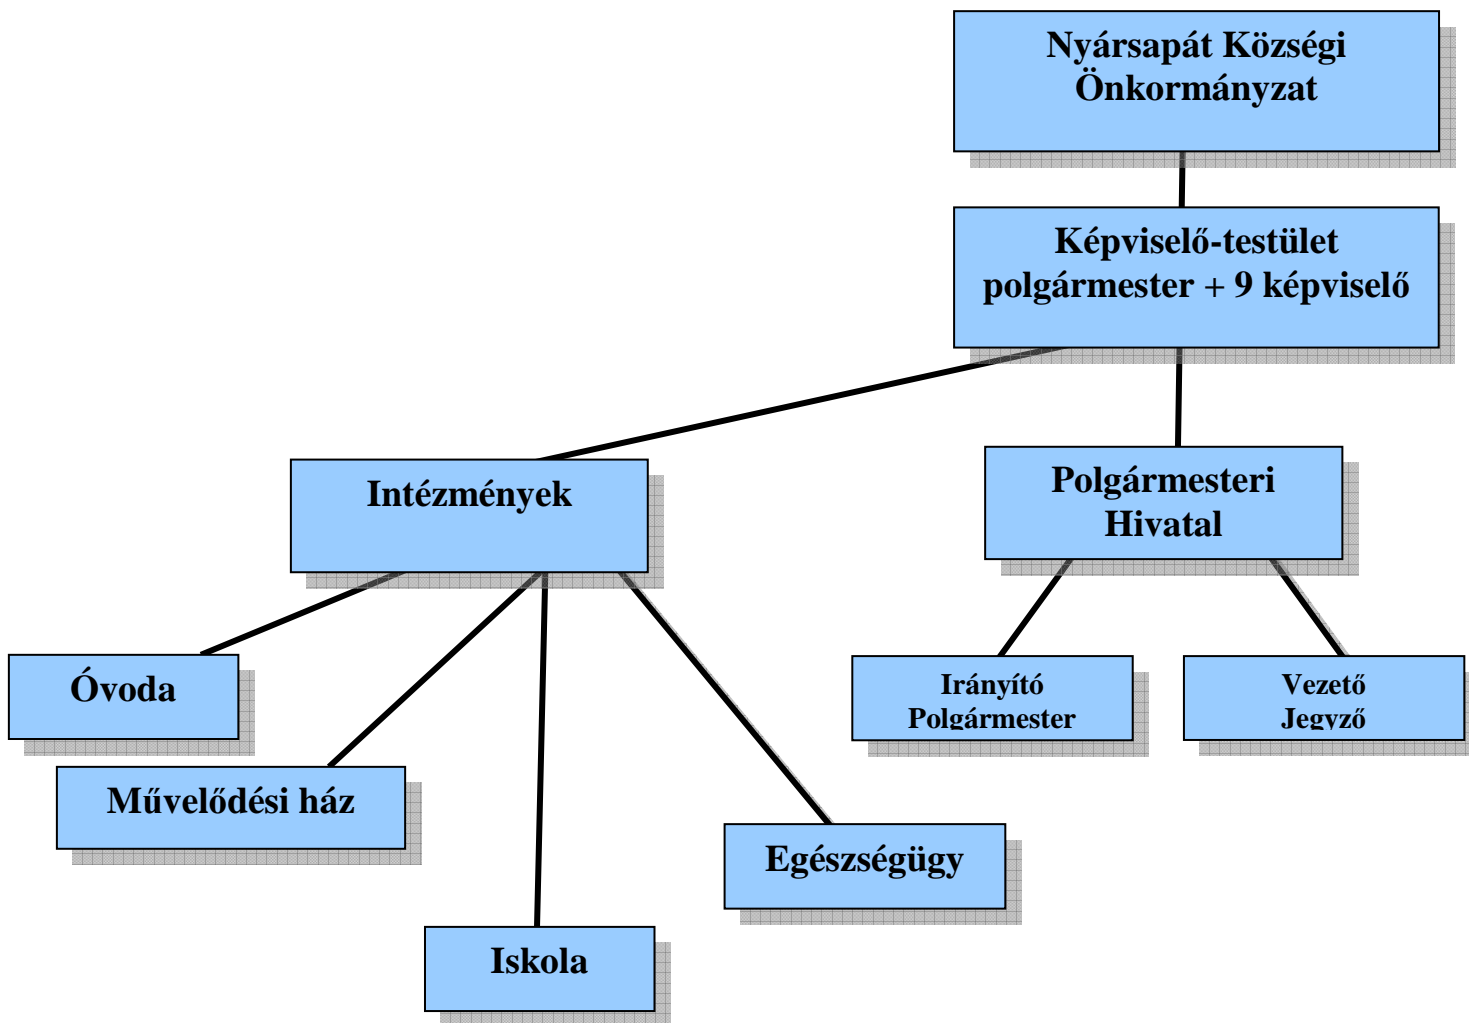 Nyársapát Községi
Önkormányzat
Képviselő-testület
polgármester + 9 képviselő
Intézmények
Polgármesteri
Hivatal
Óvoda
Irányító
Polgármester
Vezető
Jegyző
Művelődési ház
Egészségügy
Iskola